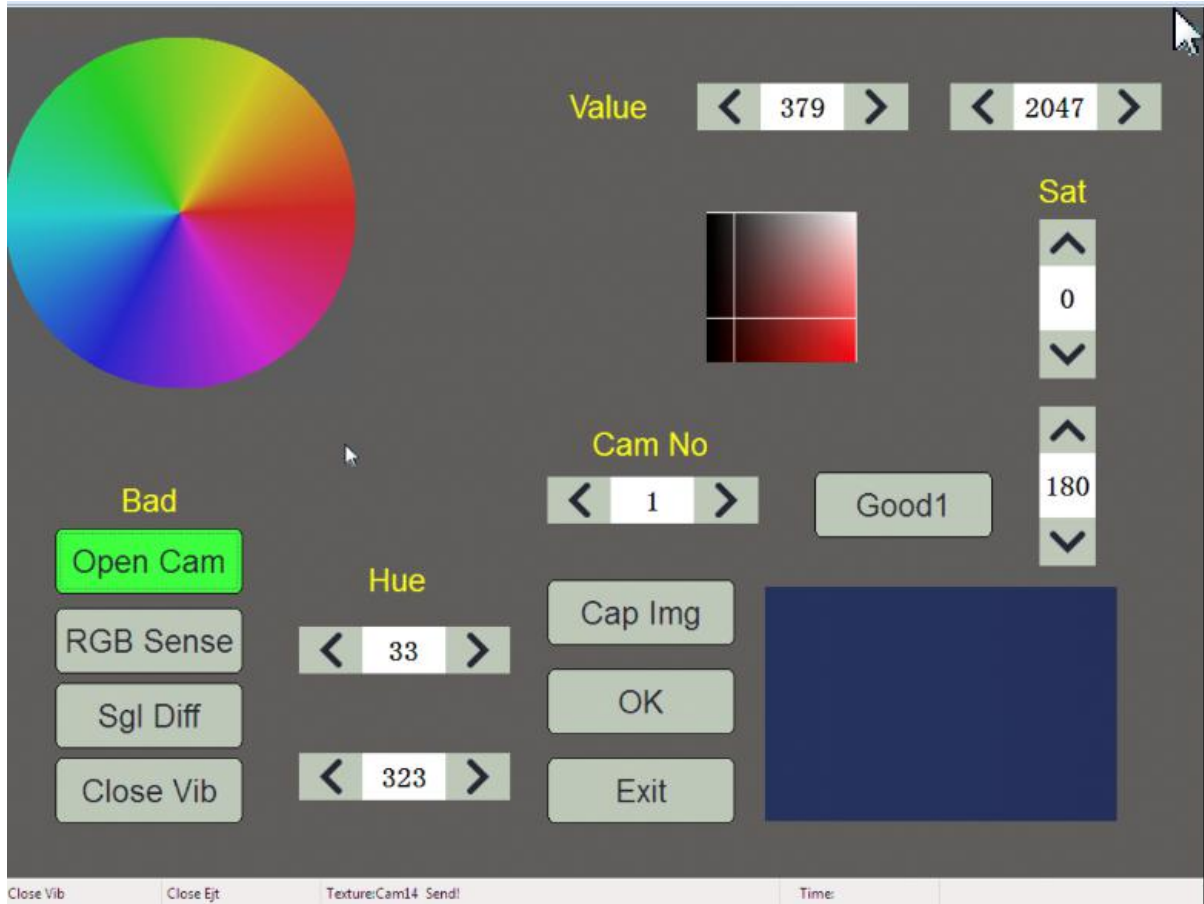 Value 379 2047
Sat
0
Cam No
180
Bad
1
Good1
Open Cam
Hue
Cap Img
RGB Sense
33
Sgl Diff
OK
323
Close Vib
Exit
Close Vib Close Ejt Texture:Cam14 Send! Time: